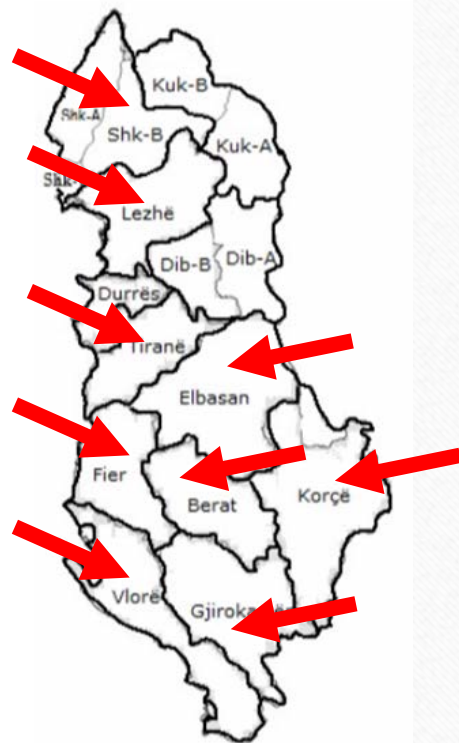 Kuk-B
Shk-A
Shk-B
Kuk-A
Lezhë
Dib-B
Dib-A
Durrës
Tiranë
Elbasan
Fier
Berat
Korçë
Vlorë